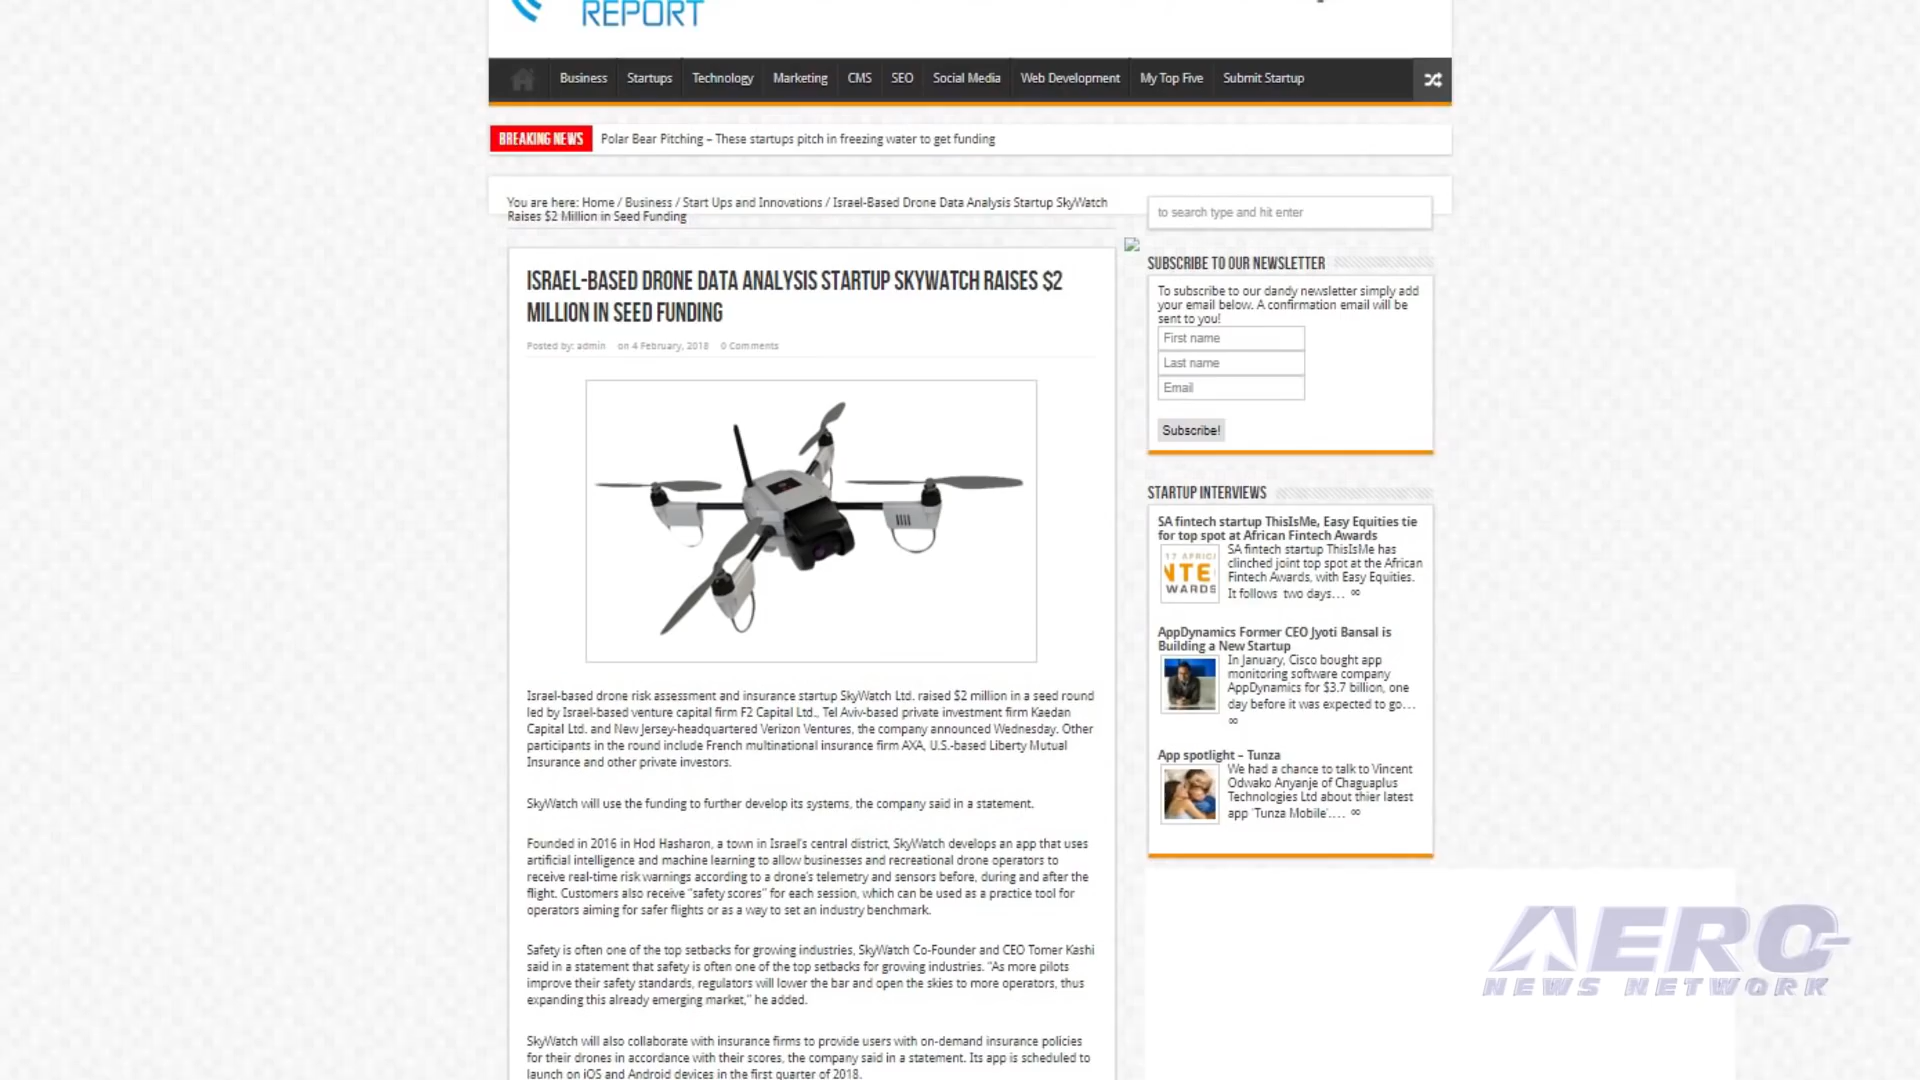 REPORT
Business Startups Technology Marketing CMS SEO Social Media Web Development My Top Five Submit Startup
BREAKING NEWS Polar Bear Pitching – These startups pitch in freezing water to get funding
You are here: Home / Business / Start Ups and Innovations / Israel-Based Drone Data Analysis Startup SkyWatch
Raises $2 Million in Seed Funding
ISRAEL-BASED DRONE DATA ANALYSIS STARTUP SKYWATCH RAISES $2
MILLION IN SEED FUNDING
Posted by: admin on 4 February, 2018 0 Comments
Israel-based drone risk assessment and insurance startup SkyWatch Ltd. raised $2 million in a seed round
led by Israel-based venture capital firm F2 Capital Ltd., Tel Aviv-based private investment firm Kaedan
Capital Ltd. and New Jersey-headquartered Verizon Ventures, the company announced Wednesday. Other
participants in the round include French multinational insurance firm AXA, U.S.-based Liberty Mutual
Insurance and other private investors.
SkyWatch will use the funding to further develop its systems, the company said in a statement.
Founded in 2016 in Hod Hasharon, a town in Israel's central district, SkyWatch develops an app that uses
artificial intelligence and machine learning to allow businesses and recreational drone operators to
receive real-time risk warnings according to a drone's telemetry and sensors before, during and after the
flight. Customers also receive "safety scores" for each session, which can be used as a practice tool for
operators aiming for safer flights or as a way to set an industry benchmark.
Safety is often one of the top setbacks for growing industries, SkyWatch Co-Founder and CEO Tomer Kashi
said in a statement that safety is often one of the top setbacks for growing industries. "As more pilots
improve their safety standards, regulators will lower the bar and open the skies to more operators, thus
expanding this already emerging market," he added.
SkyWatch will also collaborate with insurance firms to provide users with on-demand insurance policies
for their drones in accordance with their scores, the company said in a statement. Its app is scheduled to
launch on iOS and Android devices in the first quarter of 2018.
to search type and hit enter
SUBSCRIBE TO OUR NEWSLETTER
To subscribe to our dandy newsletter simply add
your email below. A confirmation email will be
sent to you!
First name
Last name
Email
Subscribe!
STARTUP INTERVIEWS
SA fintech startup ThisIsMe, Easy Equities tie
for top spot at African Fintech Awards
17 AFRICA
NTE
WARDS
SA fintech startup ThisIsMe has
clinched joint top spot at the African
Fintech Awards, with Easy Equities.
It follows two days… ∞
AppDynamics Former CEO Jyoti Bansal is
Building a New Startup
In January, Cisco bought app
monitoring software company
AppDynamics for $3.7 billion, one
day before it was expected to go…
∞
App spotlight – Tunza
We had a chance to talk to Vincent
Odwako Anyanje of Chaguaplus
Technologies Ltd about thier latest
app 'Tunza Mobile'.… ∞
AERO-
NEWS NETWORK